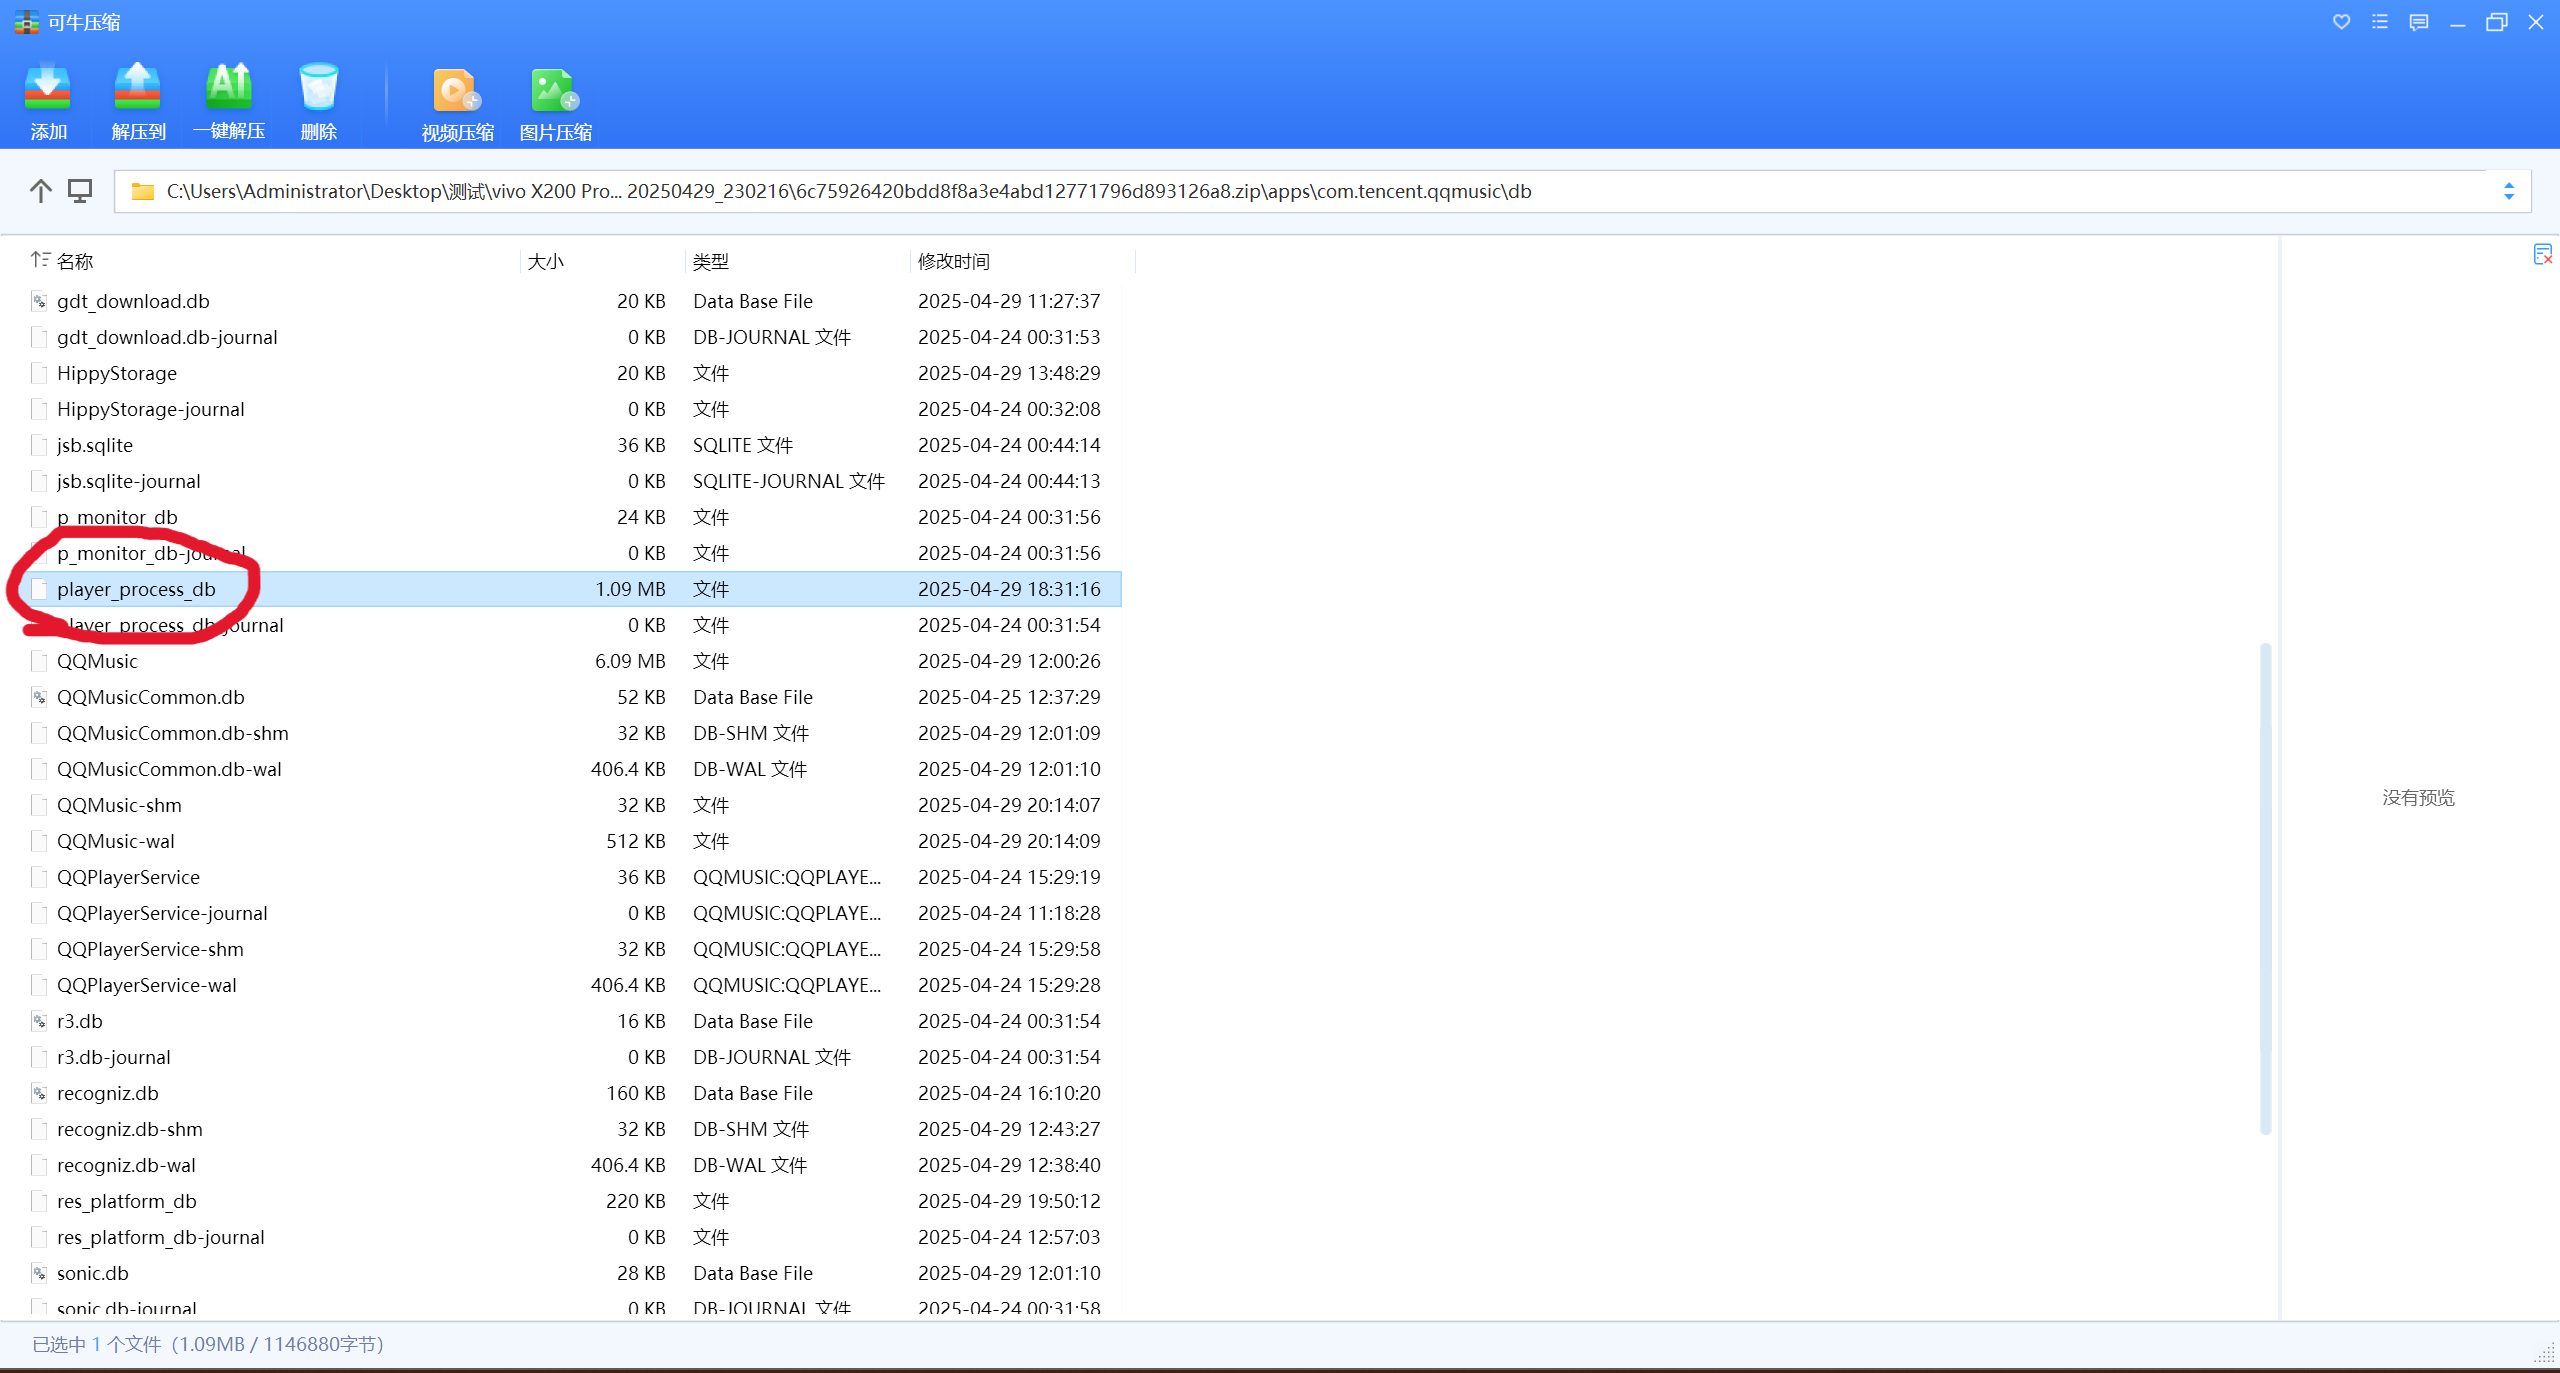 可牛压缩
添加 解压到 一键解压 删除 视频压缩 图片压缩
C:\Users\Administrator\Desktop\测试\vivo X200 Pro... 20250429_230216\6c75926420bdd8f8a3e4abd12771796d893126a8.zip\apps\com.tencent.qqmusic\db
名称 大小 类型 修改时间
gdt_download.db 20 KB Data Base File 2025-04-29 11:27:37
gdt_download.db-journal 0 KB DB-JOURNAL 文件 2025-04-24 00:31:53
HippyStorage 20 KB 文件 2025-04-29 13:48:29
HippyStorage-journal 0 KB 文件 2025-04-24 00:32:08
jsb.sqlite 36 KB SQLITE 文件 2025-04-24 00:44:14
jsb.sqlite-journal 0 KB SQLITE-JOURNAL 文件 2025-04-24 00:44:13
p_monitor_db 24 KB 文件 2025-04-24 00:31:56
p_monitor_db-journal 0 KB 文件 2025-04-24 00:31:56
player_process_db 1.09 MB 文件 2025-04-29 18:31:16
player_process_db-journal 0 KB 文件 2025-04-24 00:31:54
QQMusic 6.09 MB 文件 2025-04-29 12:00:26
QQMusicCommon.db 52 KB Data Base File 2025-04-25 12:37:29
QQMusicCommon.db-shm 32 KB DB-SHM 文件 2025-04-29 12:01:09
QQMusicCommon.db-wal 406.4 KB DB-WAL 文件 2025-04-29 12:01:10
QQMusic-shm 32 KB 文件 2025-04-29 20:14:07
QQMusic-wal 512 KB 文件 2025-04-29 20:14:09
QQPlayerService 36 KB QQMUSIC:QQPLAYE... 2025-04-24 15:29:19
QQPlayerService-journal 0 KB QQMUSIC:QQPLAYE... 2025-04-24 11:18:28
QQPlayerService-shm 32 KB QQMUSIC:QQPLAYE... 2025-04-24 15:29:58
QQPlayerService-wal 406.4 KB QQMUSIC:QQPLAYE... 2025-04-24 15:29:28
r3.db 16 KB Data Base File 2025-04-24 00:31:54
r3.db-journal 0 KB DB-JOURNAL 文件 2025-04-24 00:31:54
recogniz.db 160 KB Data Base File 2025-04-24 16:10:20
recogniz.db-shm 32 KB DB-SHM 文件 2025-04-29 12:43:27
recogniz.db-wal 406.4 KB DB-WAL 文件 2025-04-29 12:38:40
res_platform_db 220 KB 文件 2025-04-29 19:50:12
res_platform_db-journal 0 KB 文件 2025-04-24 12:57:03
sonic.db 28 KB Data Base File 2025-04-29 12:01:10
sonic.db-journal 0 KB DB-JOURNAL 文件 2025-04-24 00:31:58
没有预览
已选中 1 个文件（1.09MB / 1146880字节）